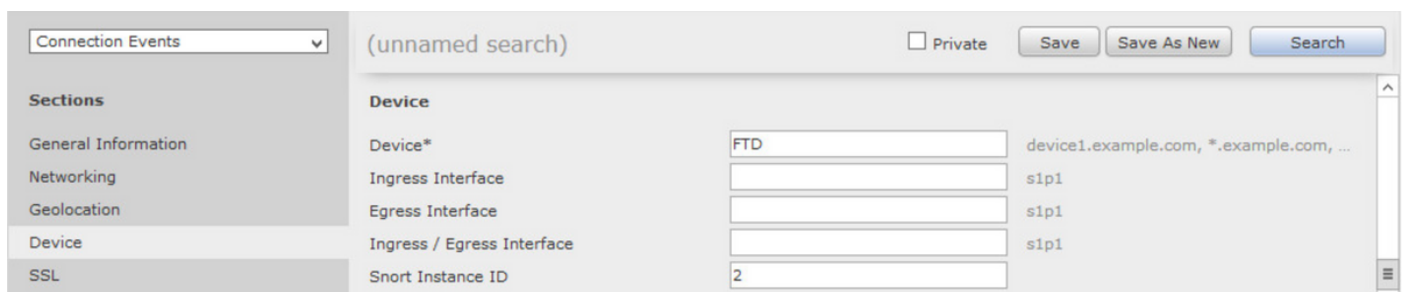 Connection Events
(unnamed search)
Private
Save
Save As New
Search
Sections
General Information
Networking
Geolocation
Device
SSL
Device
Device*
FTD
device1.example.com, *.example.com, ...
Ingress Interface
s1p1
Egress Interface
s1p1
Ingress / Egress Interface
s1p1
Snort Instance ID
2